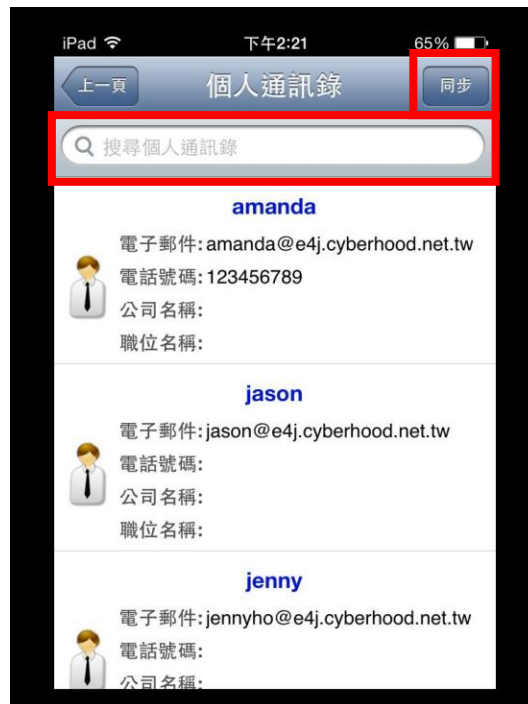 iPad 下午2:21 65%
上一頁 個人通訊錄 同步
搜尋個人通訊錄
amanda
電子郵件:amanda@e4j.cyberhood.net.tw
電話號碼:123456789
公司名稱:
職位名稱:
jason
電子郵件:jason@e4j.cyberhood.net.tw
電話號碼:
公司名稱:
職位名稱:
jenny
電子郵件:jennyho@e4j.cyberhood.net.tw
電話號碼:
公司名稱: